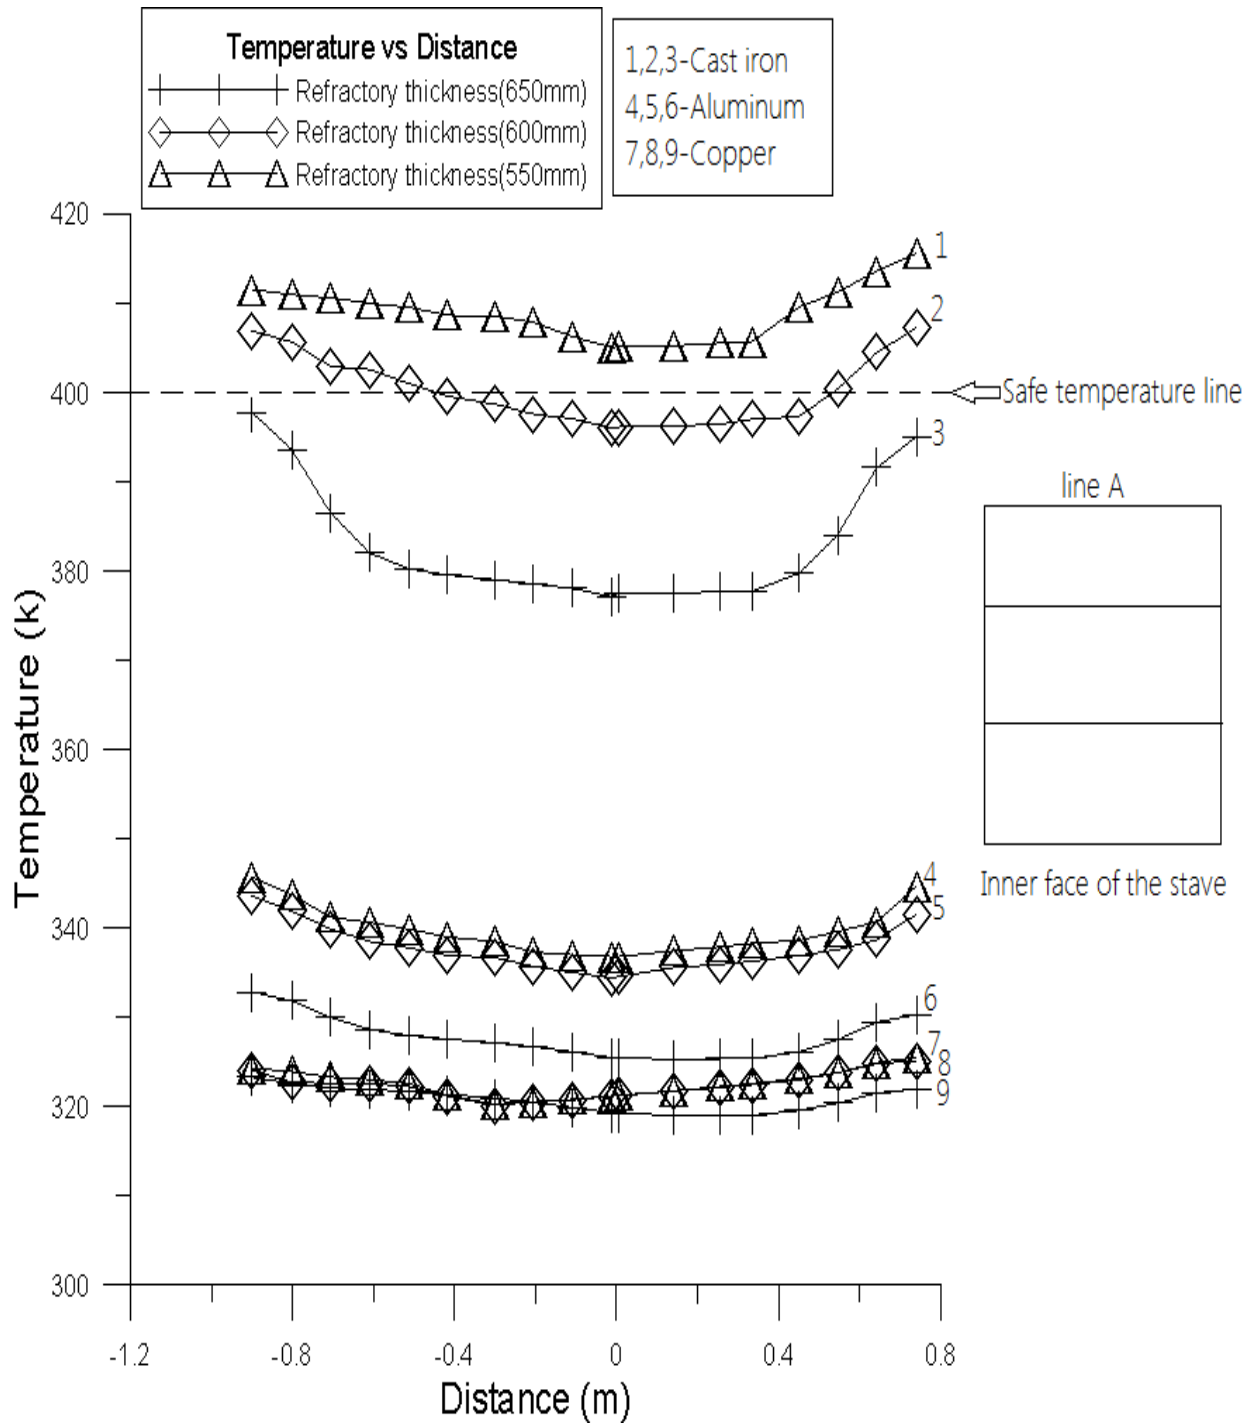 Temperature vs Distance
Refractory thickness(650mm)
Refractory thickness(600mm)
Refractory thickness(550mm)
1,2,3-Cast iron
4,5,6-Aluminum
7,8,9-Copper
420
400
380
360
340
320
300
Temperature (k)
1
2
Safe temperature line
3
line A
Inner face of the stave
4
5
6
7
8
9
-1.2
-0.8
-0.4
0
0.4
0.8
Distance (m)